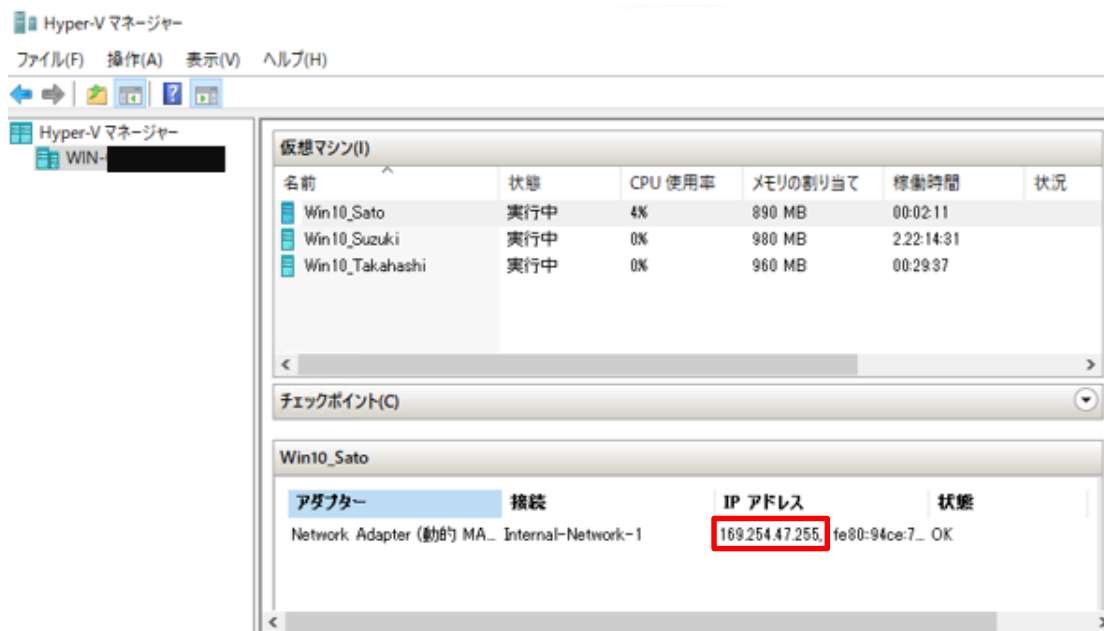 Hyper-V マネージャー
ファイル(F) 操作(A) 表示(V) ヘルプ(H)
Hyper-V マネージャー
WIN-
仮想マシン(I)
名前 状態 CPU 使用率 メモリの割り当て 稼働時間 状況
Win10_Sato 実行中 4% 890 MB 00:02:11
Win10_Suzuki 実行中 0% 980 MB 2.22:14:31
Win10_Takahashi 実行中 0% 960 MB 00:29:37
チェックポイント(C)
Win10_Sato
アダプター 接続 IP アドレス 状態
Network Adapter (動的 MA... Internal-Network-1 169.254.47.255, fe80:94ce:7... OK